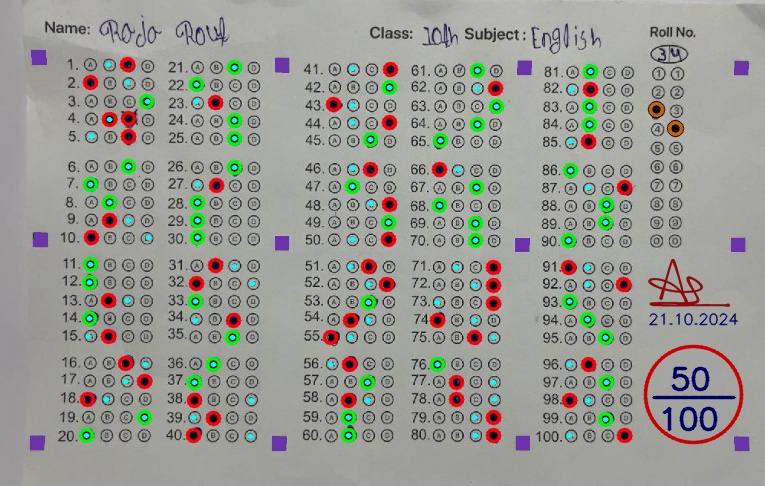 Name: Raja Rout Class: 10th Subject: English Roll No.
34
1. A B C D 21. A B C D 41. A B C D 61. A B C D 81. A B C D 1 1
2. A B C D 22. A B C D 42. A B C D 62. A B C D 82. A B C D 2 2
3. A B C D 23. A B C D 43. A B C D 63. A B C D 83. A B C D 3
4. A B C D 24. A B C D 44. A B C D 64. A B C D 84. A B C D 4
5. A B C D 25. A B C D 45. A B C D 65. A B C D 85. A B C D 5 5
6. A B C D 26. A B C D 46. A B C D 66. A B C D 86. A B C D 6 6
7. A B C D 27. A B C D 47. A B C D 67. A B C D 87. A B C D 7 7
8. A B C D 28. A B C D 48. A B C D 68. A B C D 88. A B C D 8 8
9. A B C D 29. A B C D 49. A B C D 69. A B C D 89. A B C D 9 9
10. A B C D 30. A B C D 50. A B C D 70. A B C D 90. A B C D 0 0
11. A B C D 31. A B C D 51. A B C D 71. A B C D 91. A B C D
12. A B C D 32. A B C D 52. A B C D 72. A B C D 92. A B C D
13. A B C D 33. A B C D 53. A B C D 73. A B C D 93. A B C D
14. A B C D 34. A B C D 54. A B C D 74. A B C D 94. A B C D 21.10.2024
15. A B C D 35. A B C D 55. A B C D 75. A B C D 95. A B C D
16. A B C D 36. A B C D 56. A B C D 76. A B C D 96. A B C D
17. A B C D 37. A B C D 57. A B C D 77. A B C D 97. A B C D 50
18. A B C D 38. A B C D 58. A B C D 78. A B C D 98. A B C D
19. A B C D 39. A B C D 59. A B C D 79. A B C D 99. A B C D 100
20. A B C D 40. A B C D 60. A B C D 80. A B C D 100. A B C D